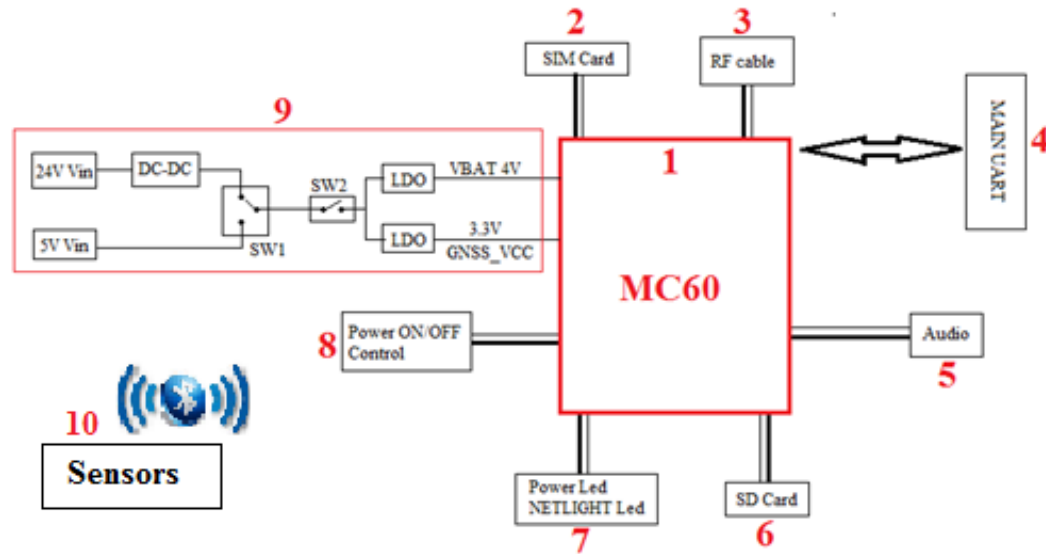 2
SIM Card
3
RF cable
MAIN UART
4
9
24V Vin
DC-DC
SW1
5V Vin
SW2
LDO
VBAT 4V
LDO
3.3V
GNSS_VCC
1
MC60
8
Power ON/OFF
Control
Audio
5
10
Sensors
Power Led
NETLIGHT Led
7
SD Card
6